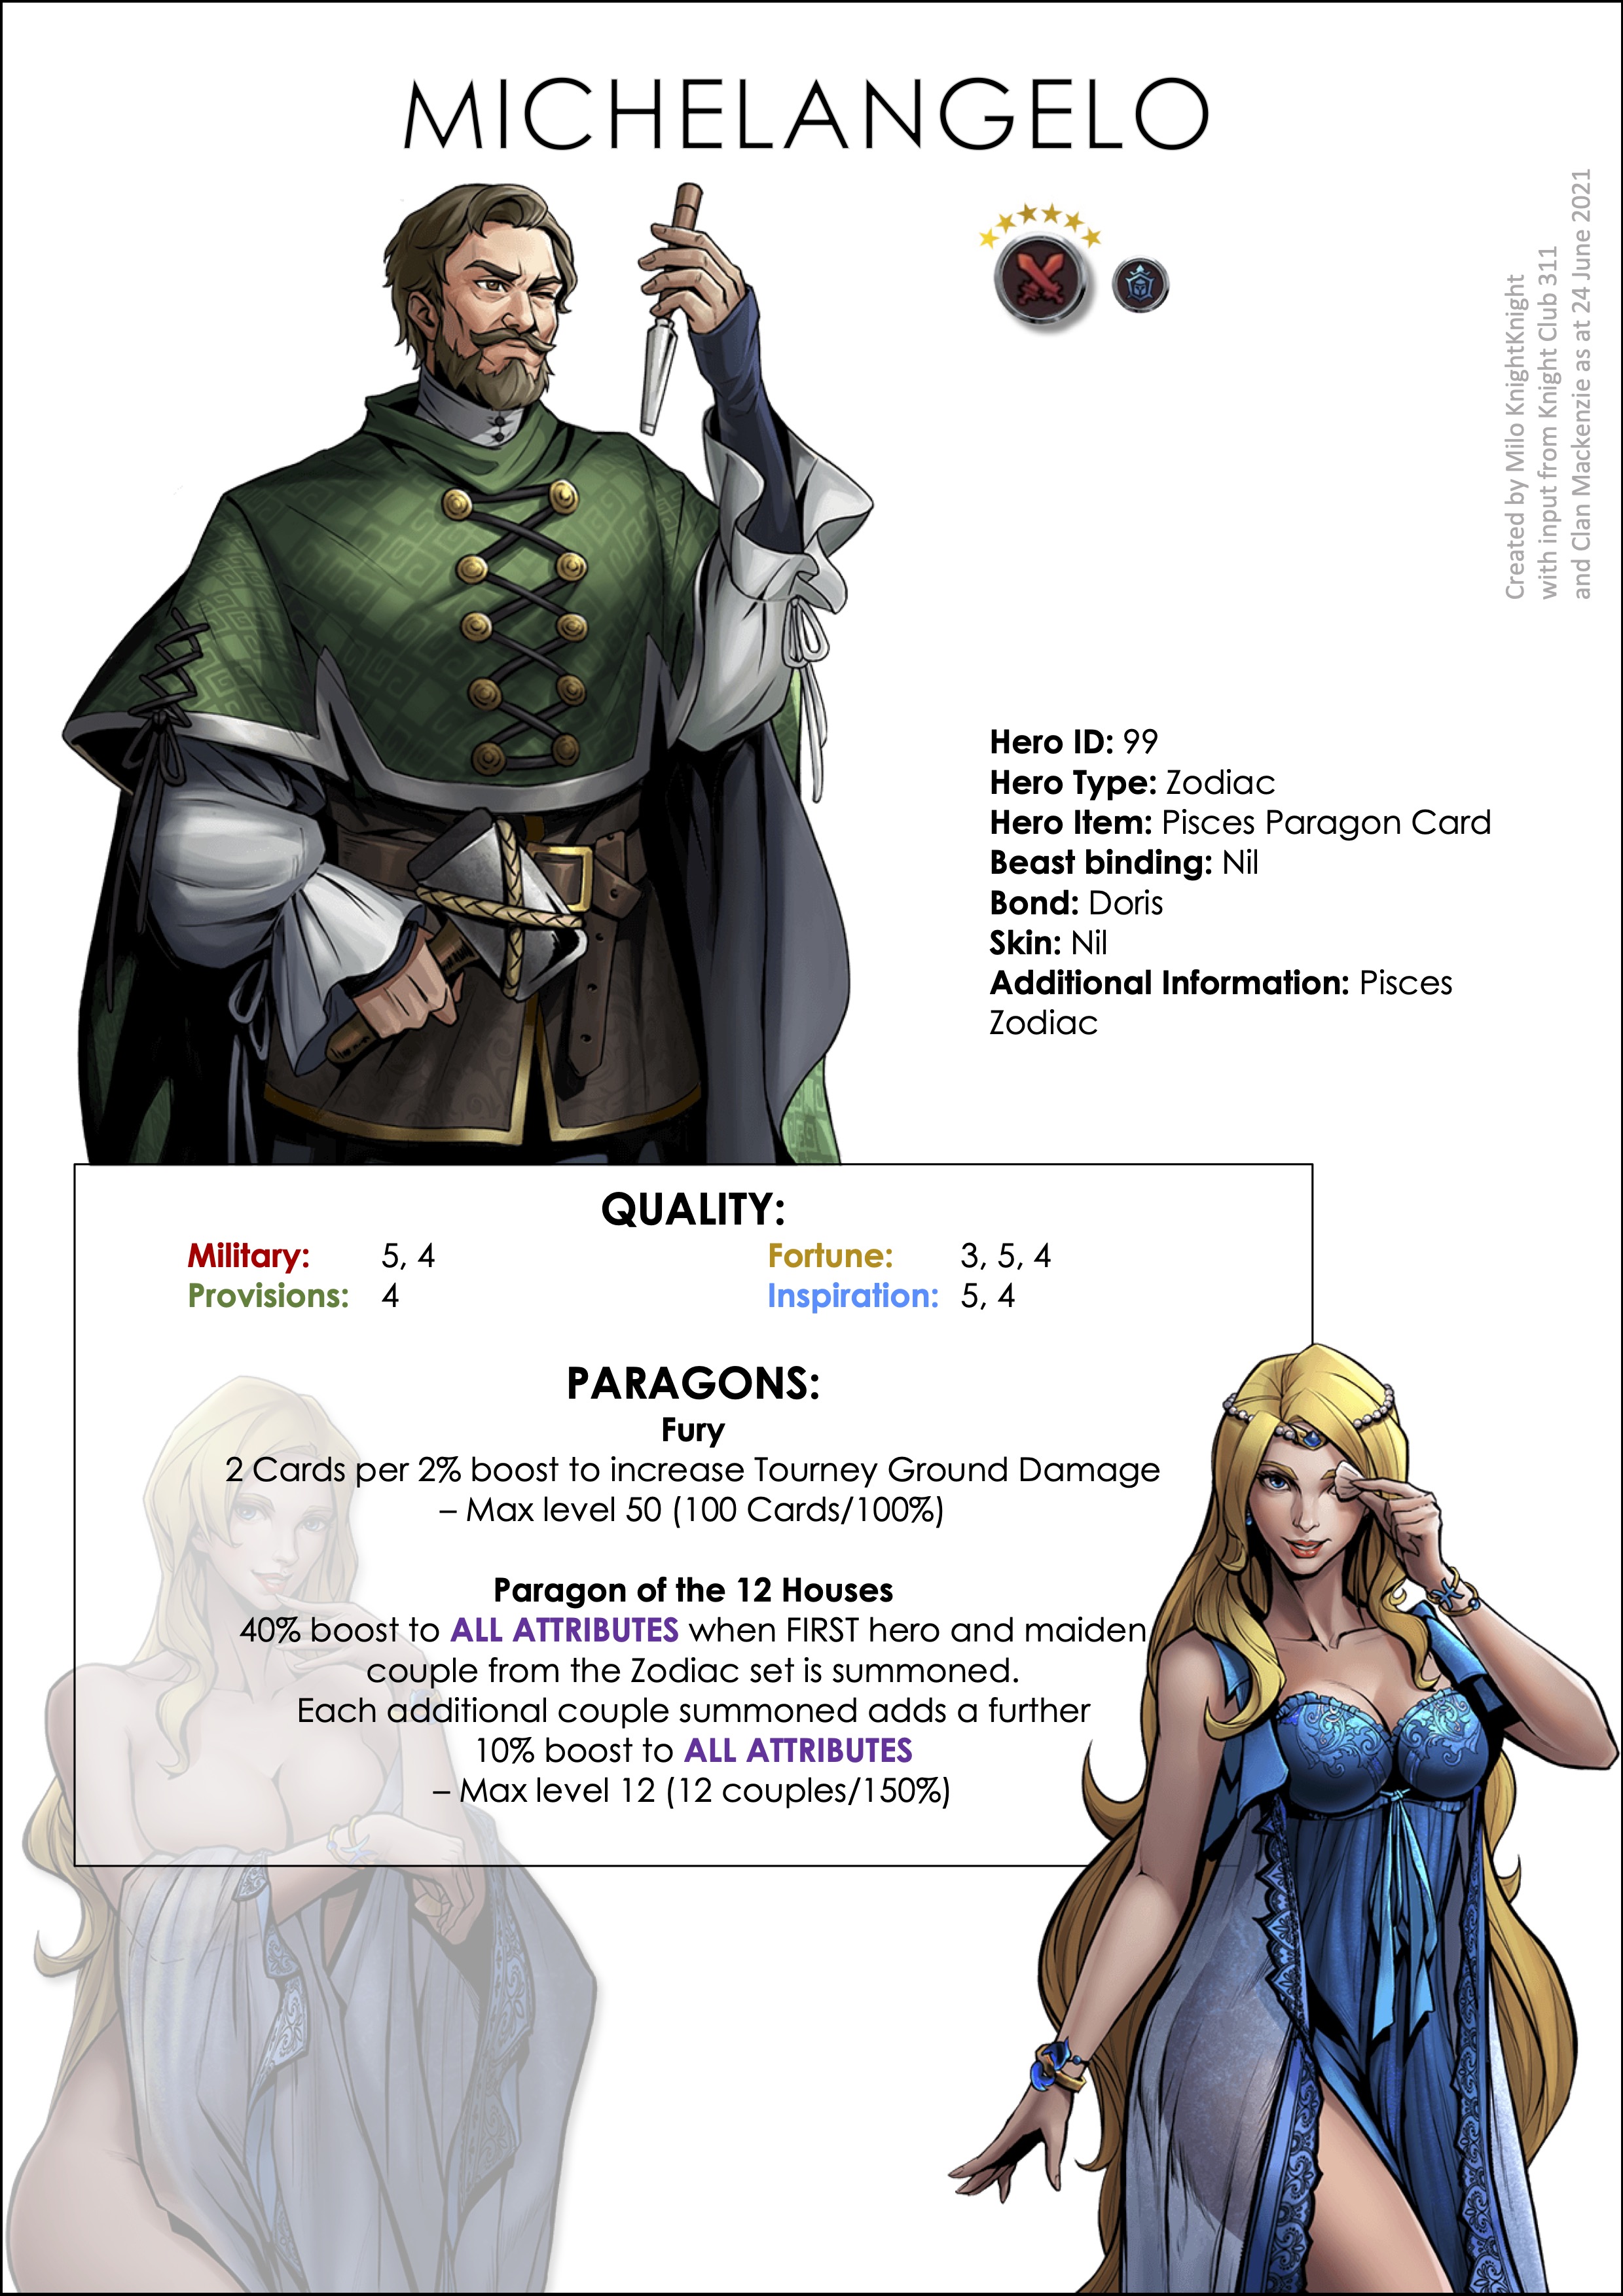 MICHELANGELO
Created by Milo KnightKnight
with input from Knight Club 311
and Clan Mackenzie as at 24 June 2021
Hero ID: 99
Hero Type: Zodiac
Hero Item: Pisces Paragon Card
Beast binding: Nil
Bond: Doris
Skin: Nil
Additional Information: Pisces
Zodiac
QUALITY:
Military: 5, 4
Fortune: 3, 5, 4
Provisions: 4
Inspiration: 5, 4
PARAGONS:
Fury
2 Cards per 2% boost to increase Tourney Ground Damage
– Max level 50 (100 Cards/100%)
Paragon of the 12 Houses
40% boost to ALL ATTRIBUTES when FIRST hero and maiden
couple from the Zodiac set is summoned.
Each additional couple summoned adds a further
10% boost to ALL ATTRIBUTES
– Max level 12 (12 couples/150%)